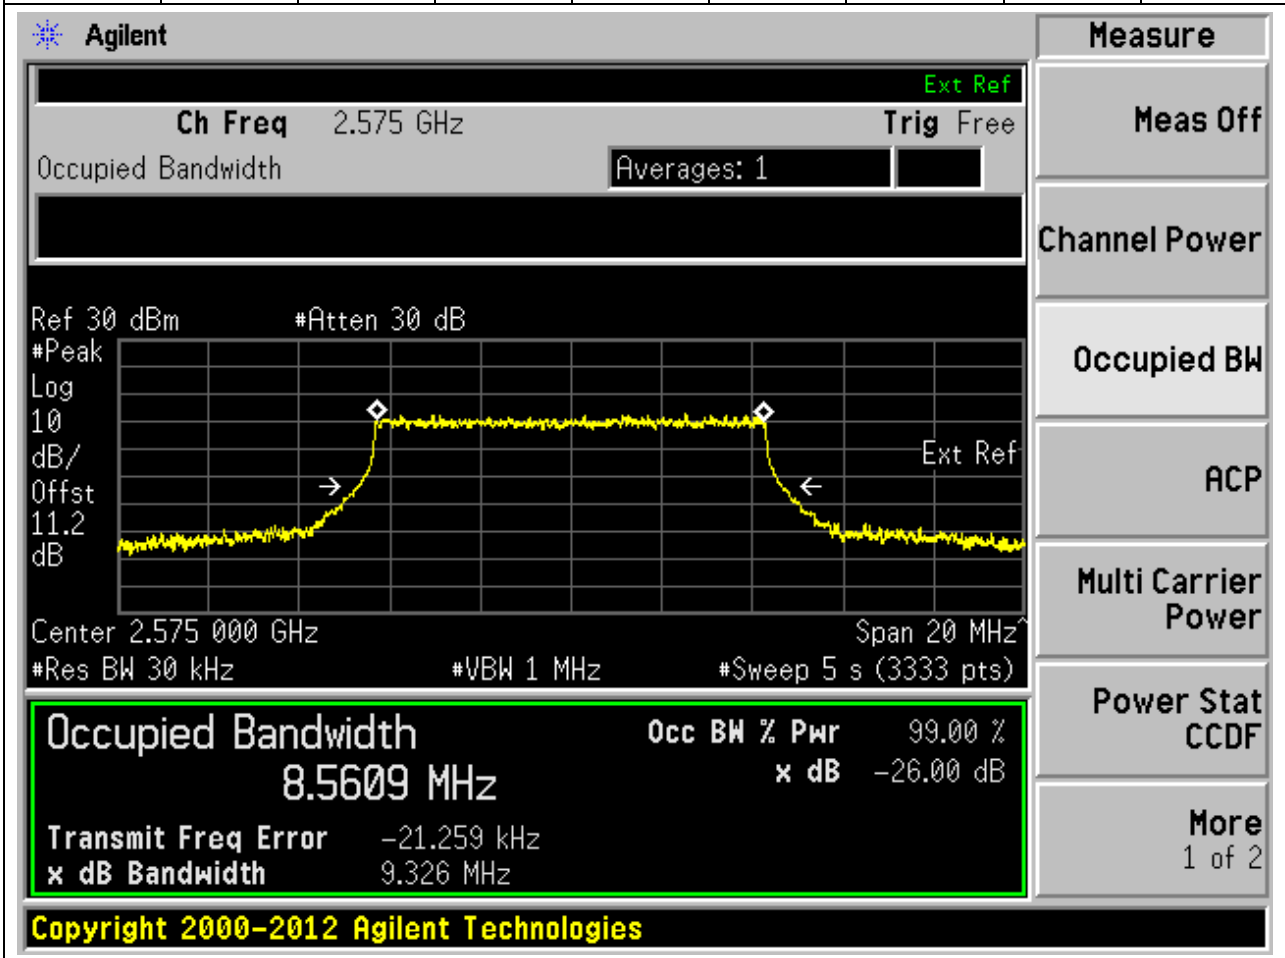 Agilent
Measure
Ext Ref
Ch Freq 2.575 GHz Trig Free
Meas Off
Occupied Bandwidth Averages: 1
Channel Power
Ref 30 dBm #Atten 30 dB
#Peak
Log
10
dB/
Offst
11.2
dB
Ext Ref
Occupied BW
ACP
Center 2.575 000 GHz Span 20 MHz^
#Res BW 30 kHz #VBW 1 MHz #Sweep 5 s (3333 pts)
Multi Carrier
Power
Occupied Bandwidth Occ BW % Pwr 99.00 %
8.5609 MHz x dB -26.00 dB
Transmit Freq Error -21.259 kHz
x dB Bandwidth 9.326 MHz
Power Stat
CCDF
More
1 of 2
Copyright 2000-2012 Agilent Technologies